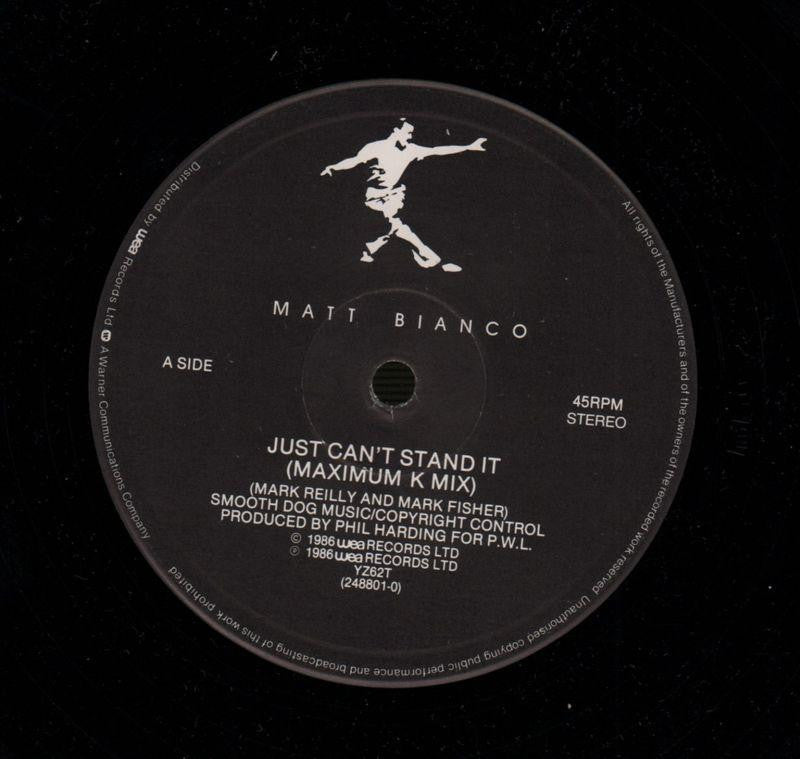 MATT BIANCO
A SIDE
45RPM
STEREO
JUST CAN'T STAND IT
(MAXIMUM K MIX)
(MARK REILLY AND MARK FISHER)
SMOOTH DOG MUSIC/COPYRIGHT CONTROL
PRODUCED BY PHIL HARDING FOR P.W.L.
© 1986 wea RECORDS LTD
℗ 1986 wea RECORDS LTD
YZ62T
(248801-0)
All rights of the Manufacturers and of the owners of the recorded work reserved Unauthorised copying public performance and broadcasting of this work prohibited
Distributed by wea Records Ltd. A Warner Communications Company